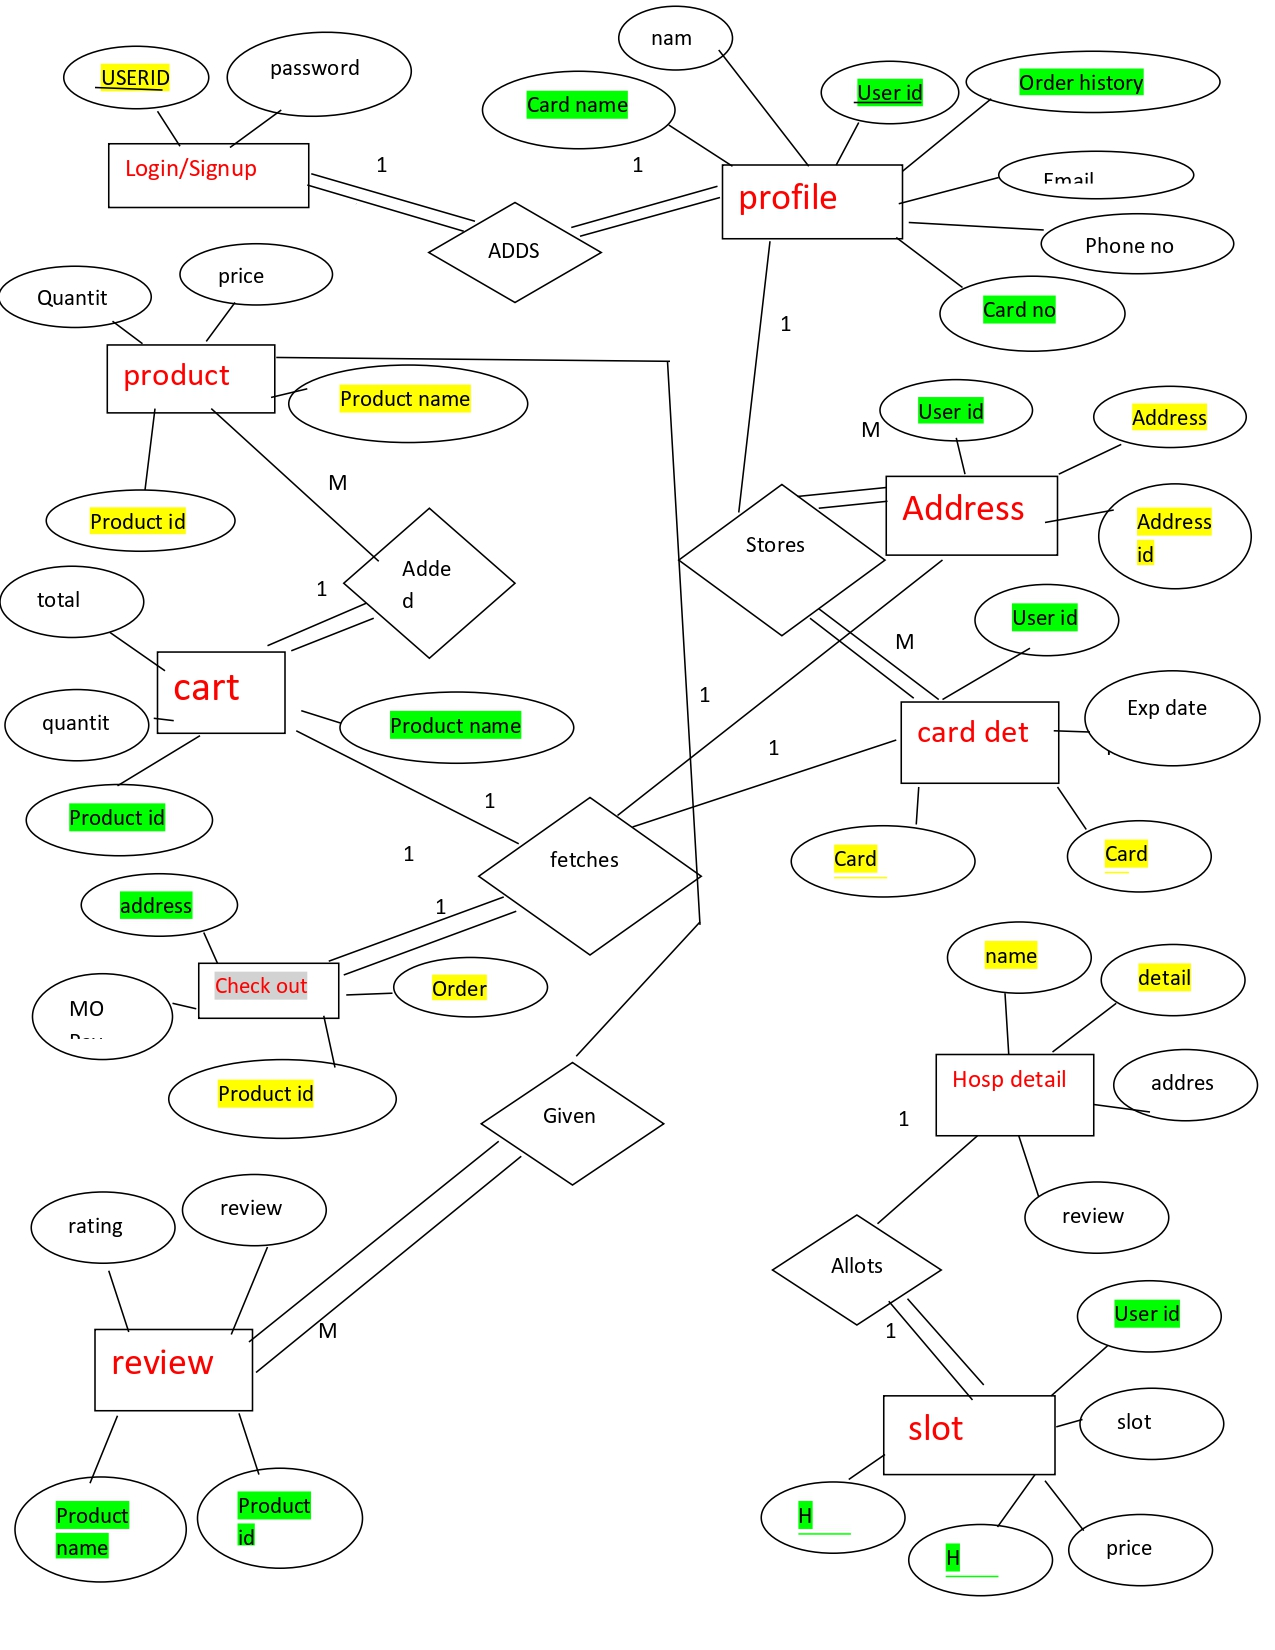 nam
USERID
password
Card name
User id
Order history
Login/Signup
1
1
profile
Email
ADDS
Phone no
Quantit
price
Card no
1
product
Product name
User id
Address
M
M
Product id
Address
Address
id
Stores
Adde
d
total
1
User id
M
cart
1
quantit
Product name
card det
Exp date
1
1
Product id
1
fetches
Card
Card
address
1
name
detail
Check out
Order
MO
Product id
Hosp detail
addres
1
Given
rating
review
review
Allots
M
1
User id
review
slot
slot
Product
name
Product
id
H
H
price